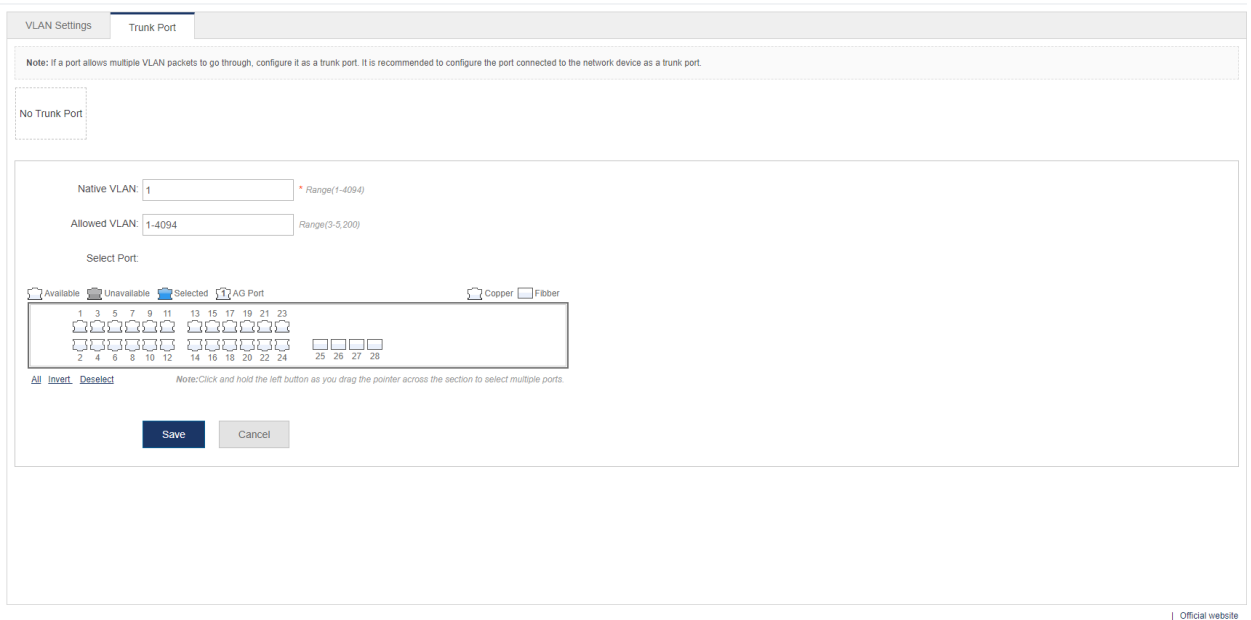 VLAN Settings Trunk Port
Note: If a port allows multiple VLAN packets to go through, configure it as a trunk port. It is recommended to configure the port connected to the network device as a trunk port.
No Trunk Port
Native VLAN: 1 * Range(1-4094)
Allowed VLAN: 1-4094 Range(3-5,200)
Select Port:
Available Unavailable Selected 1 AG Port Copper Fibber
1 3 5 7 9 11 13 15 17 19 21 23
2 4 6 8 10 12 14 16 18 20 22 24 25 26 27 28
All Invert Deselect Note:Click and hold the left button as you drag the pointer across the section to select multiple ports.
Save Cancel
| Official website